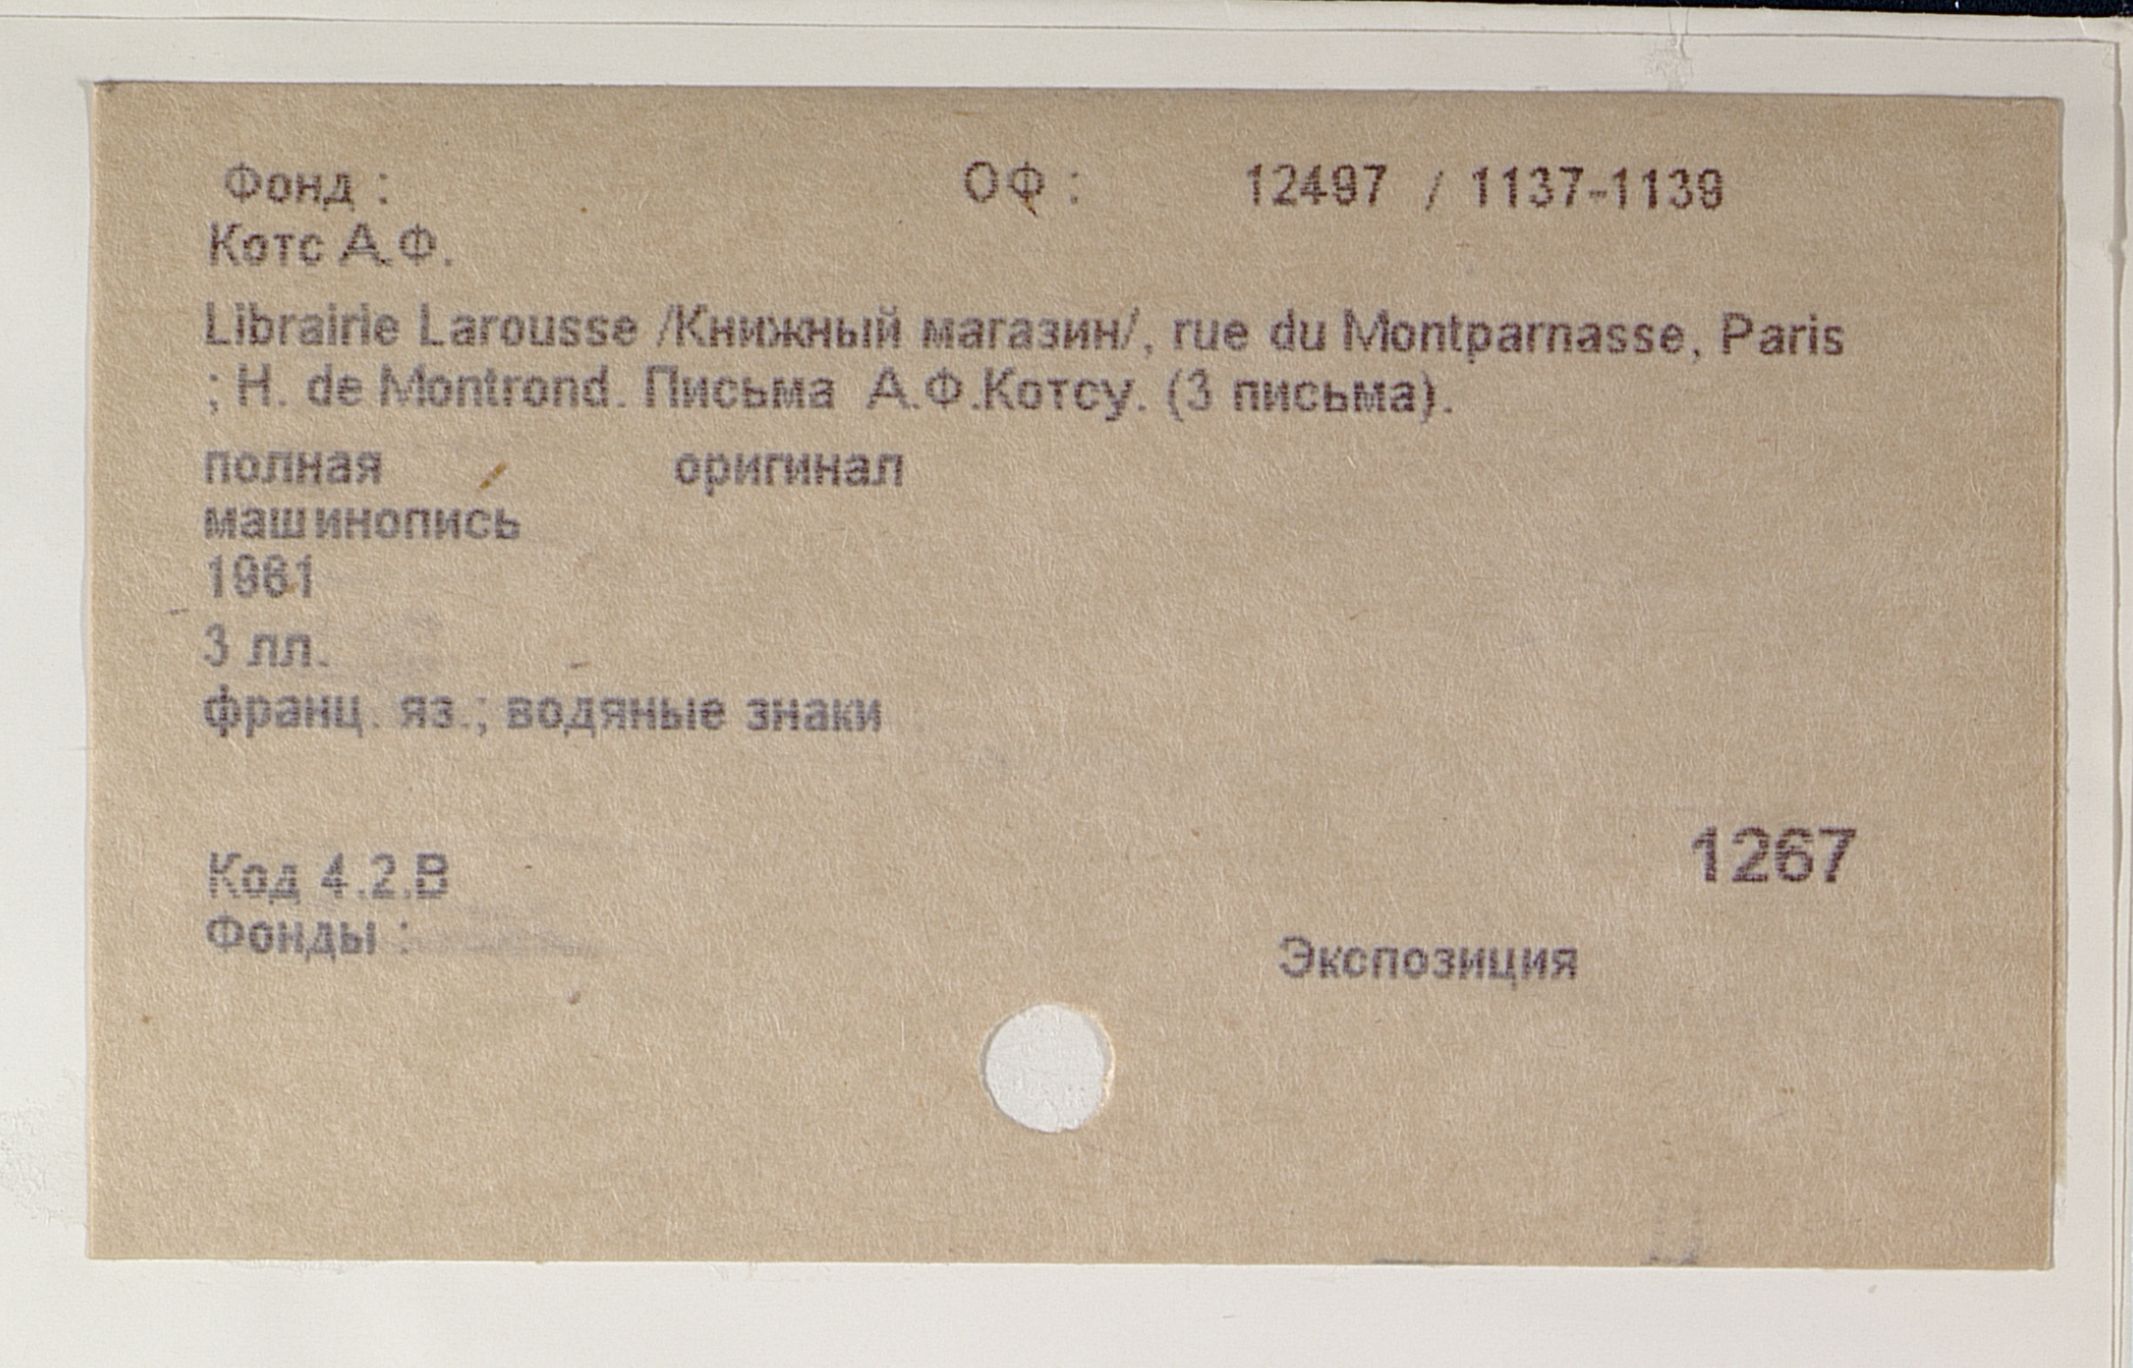 Фонд : ОФ : 12497 / 1137-1139
Котс А.Ф.
Librairie Larousse /Книжный магазин/, rue du Montparnasse, Paris
; H. de Montrond. Письма А.Ф.Котсу. (3 письма).
полная оригинал
машинопись
1961
3 лл.
франц. яз.; водяные знаки
1267
Код 4.2.В
Фонды :
Экспозиция